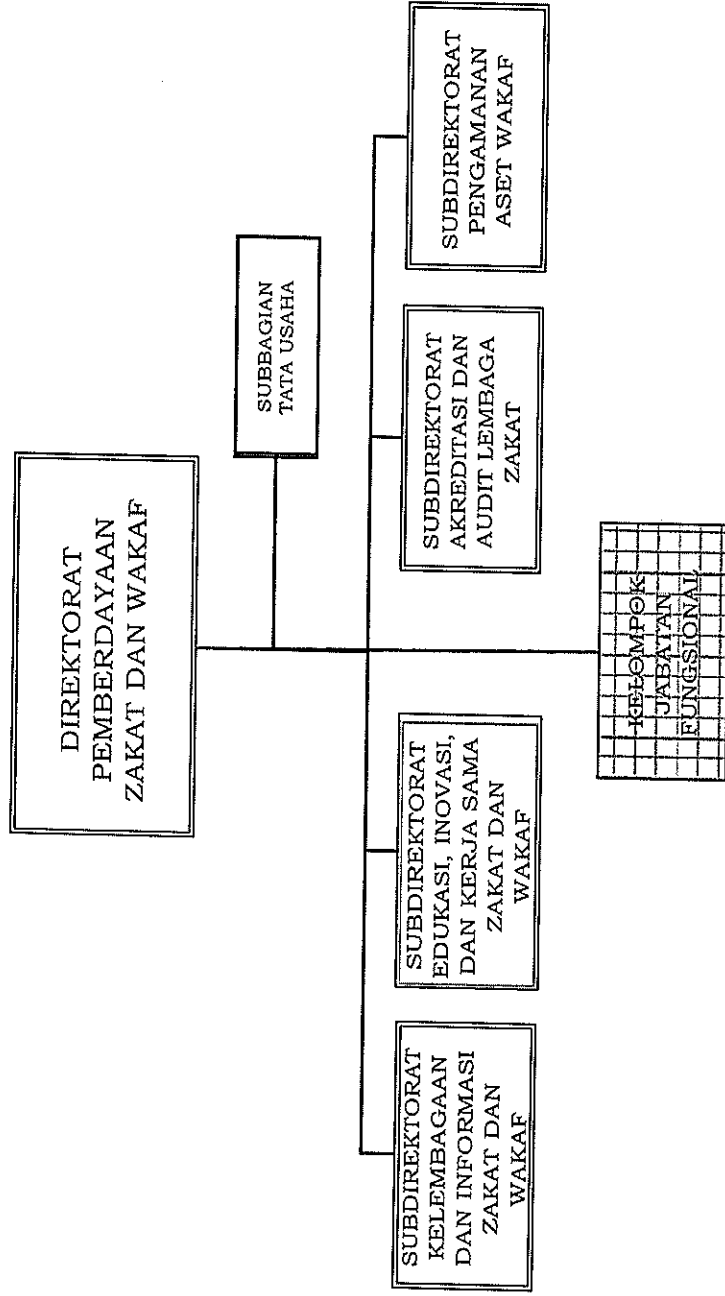 DIREKTORAT
PEMBERDAYAAN
ZAKAT DAN WAKAF
SUBBAGIAN
TATA USAHA
SUBDIREKTORAT
KELEMBAGAAN
DAN INFORMASI
ZAKAT DAN
WAKAF
SUBDIREKTORAT
EDUKASI, INOVASI,
DAN KERJA SAMA
ZAKAT DAN
WAKAF
SUBDIREKTORAT
AKREDITASI DAN
AUDIT LEMBAGA
ZAKAT
SUBDIREKTORAT
PENGAMANAN
ASET WAKAF
KELOMPOK
JABATAN
FUNGSIONAL